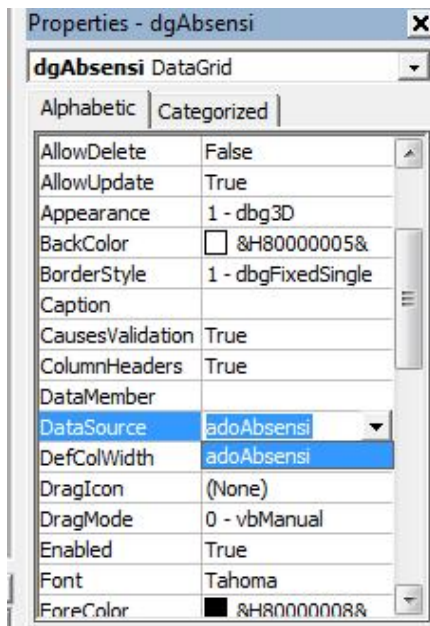 Properties - dgAbsensi
dgAbsensi DataGrid
Alphabetic Categorized
AllowDelete False
AllowUpdate True
Appearance 1 - dbg3D
BackColor &H80000005&
BorderStyle 1 - dbgFixedSingle
Caption
CausesValidation True
ColumnHeaders True
DataMember
DataSource adoAbsensi
DefColWidth adoAbsensi
DragIcon (None)
DragMode 0 - vbManual
Enabled True
Font Tahoma
ForeColor &H80000008&